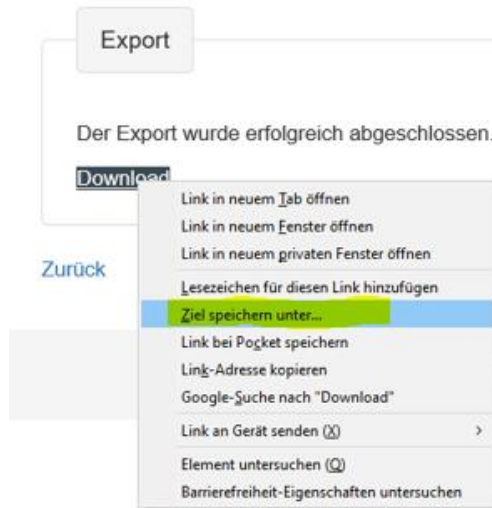 Export
Der Export wurde erfolgreich abgeschlossen.
Download
Zurück
Link in neuem Tab öffnen
Link in neuem Fenster öffnen
Link in neuem privaten Fenster öffnen
Lesezeichen für diesen Link hinzufügen
Ziel speichern unter...
Link bei Pocket speichern
Link-Adresse kopieren
Google-Suche nach "Download"
Link an Gerät senden (X)
Element untersuchen (Q)
Barrierefreiheit-Eigenschaften untersuchen